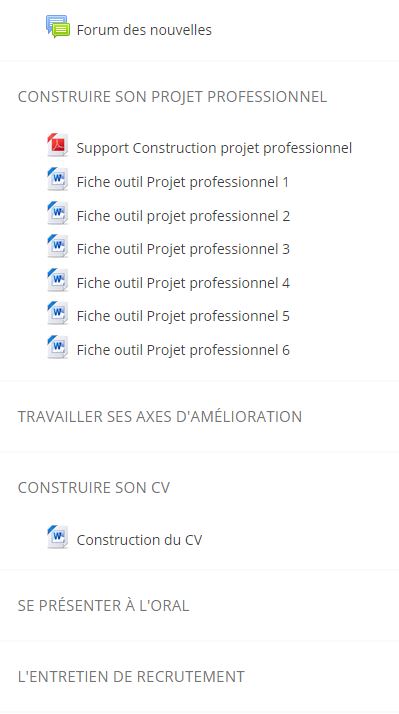 Forum des nouvelles
CONSTRUIRE SON PROJET PROFESSIONNEL
Support Construction projet professionnel
Fiche outil Projet professionnel 1
Fiche outil projet professionnel 2
Fiche outil Projet professionnel 3
Fiche outil Projet professionnel 4
Fiche outil Projet professionnel 5
Fiche outil Projet professionnel 6
TRAVAILLER SES AXES D'AMÉLIORATION
CONSTRUIRE SON CV
Construction du CV
SE PRÉSENTER À L'ORAL
L'ENTRETIEN DE RECRUTEMENT